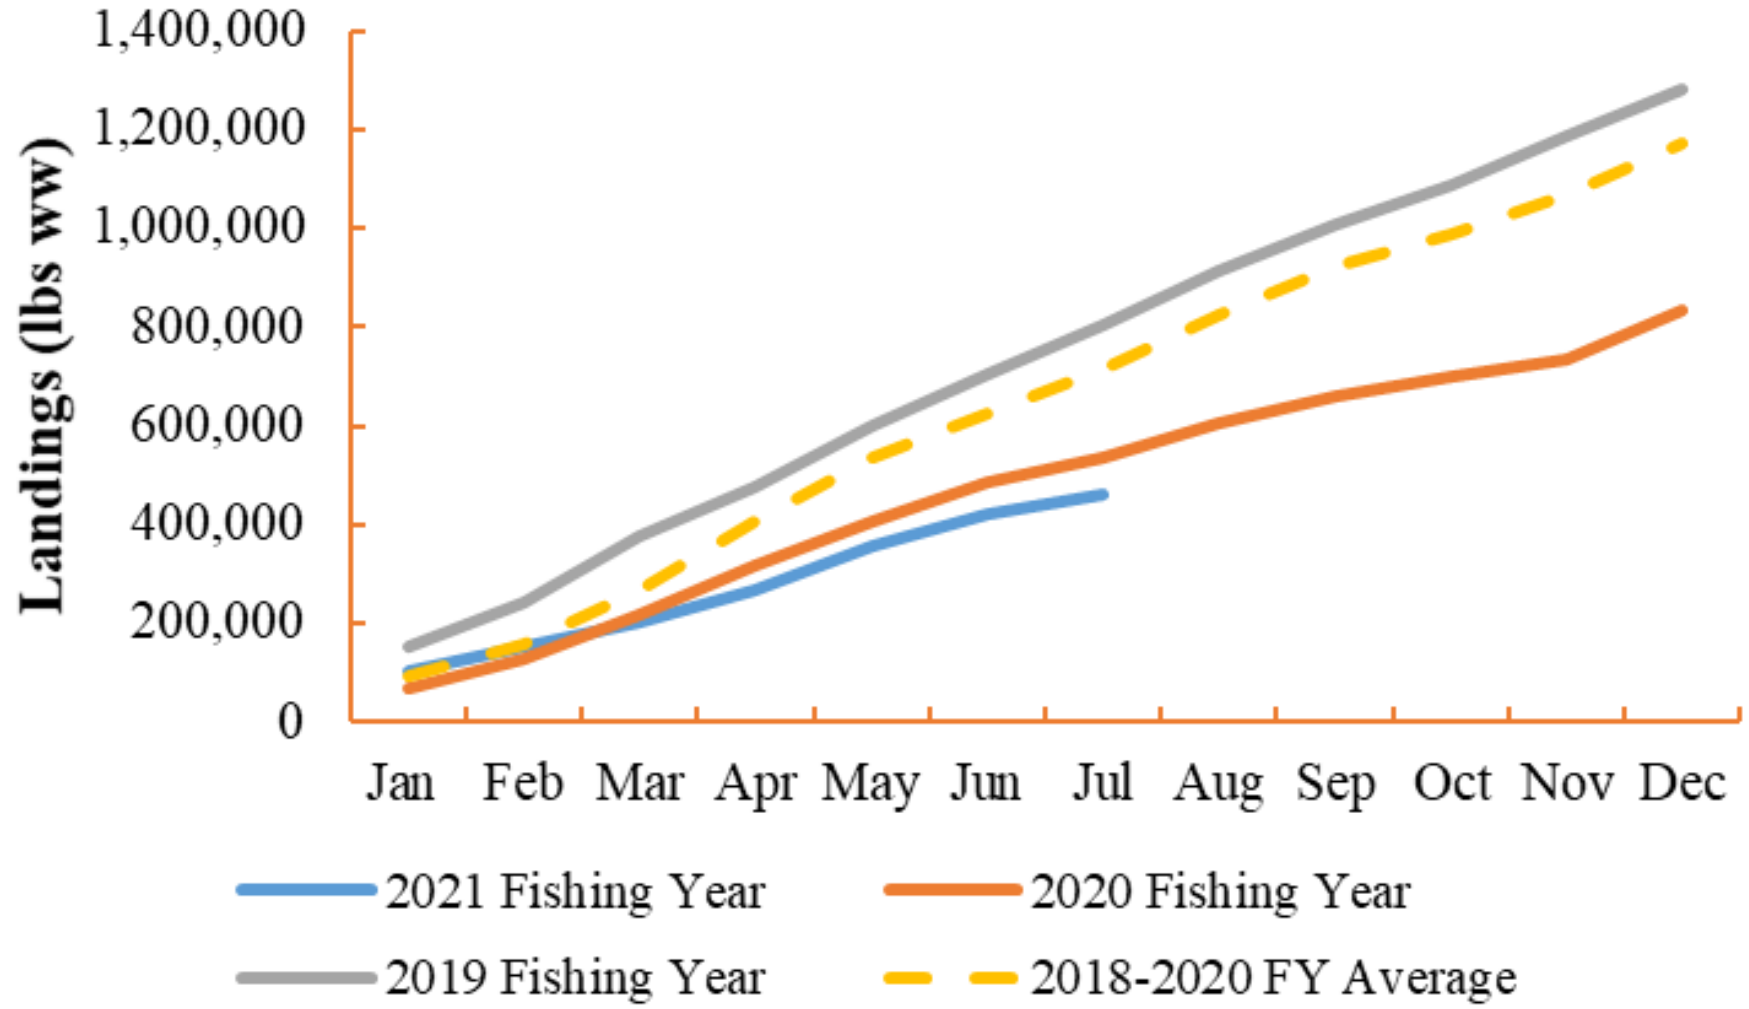 1,400,000
1,200,000
1,000,000
800,000
600,000
400,000
200,000
0
Landings (lbs ww)
Jan Feb Mar Apr May Jun Jul Aug Sep Oct Nov Dec
2021 Fishing Year 2020 Fishing Year
2019 Fishing Year 2018-2020 FY Average